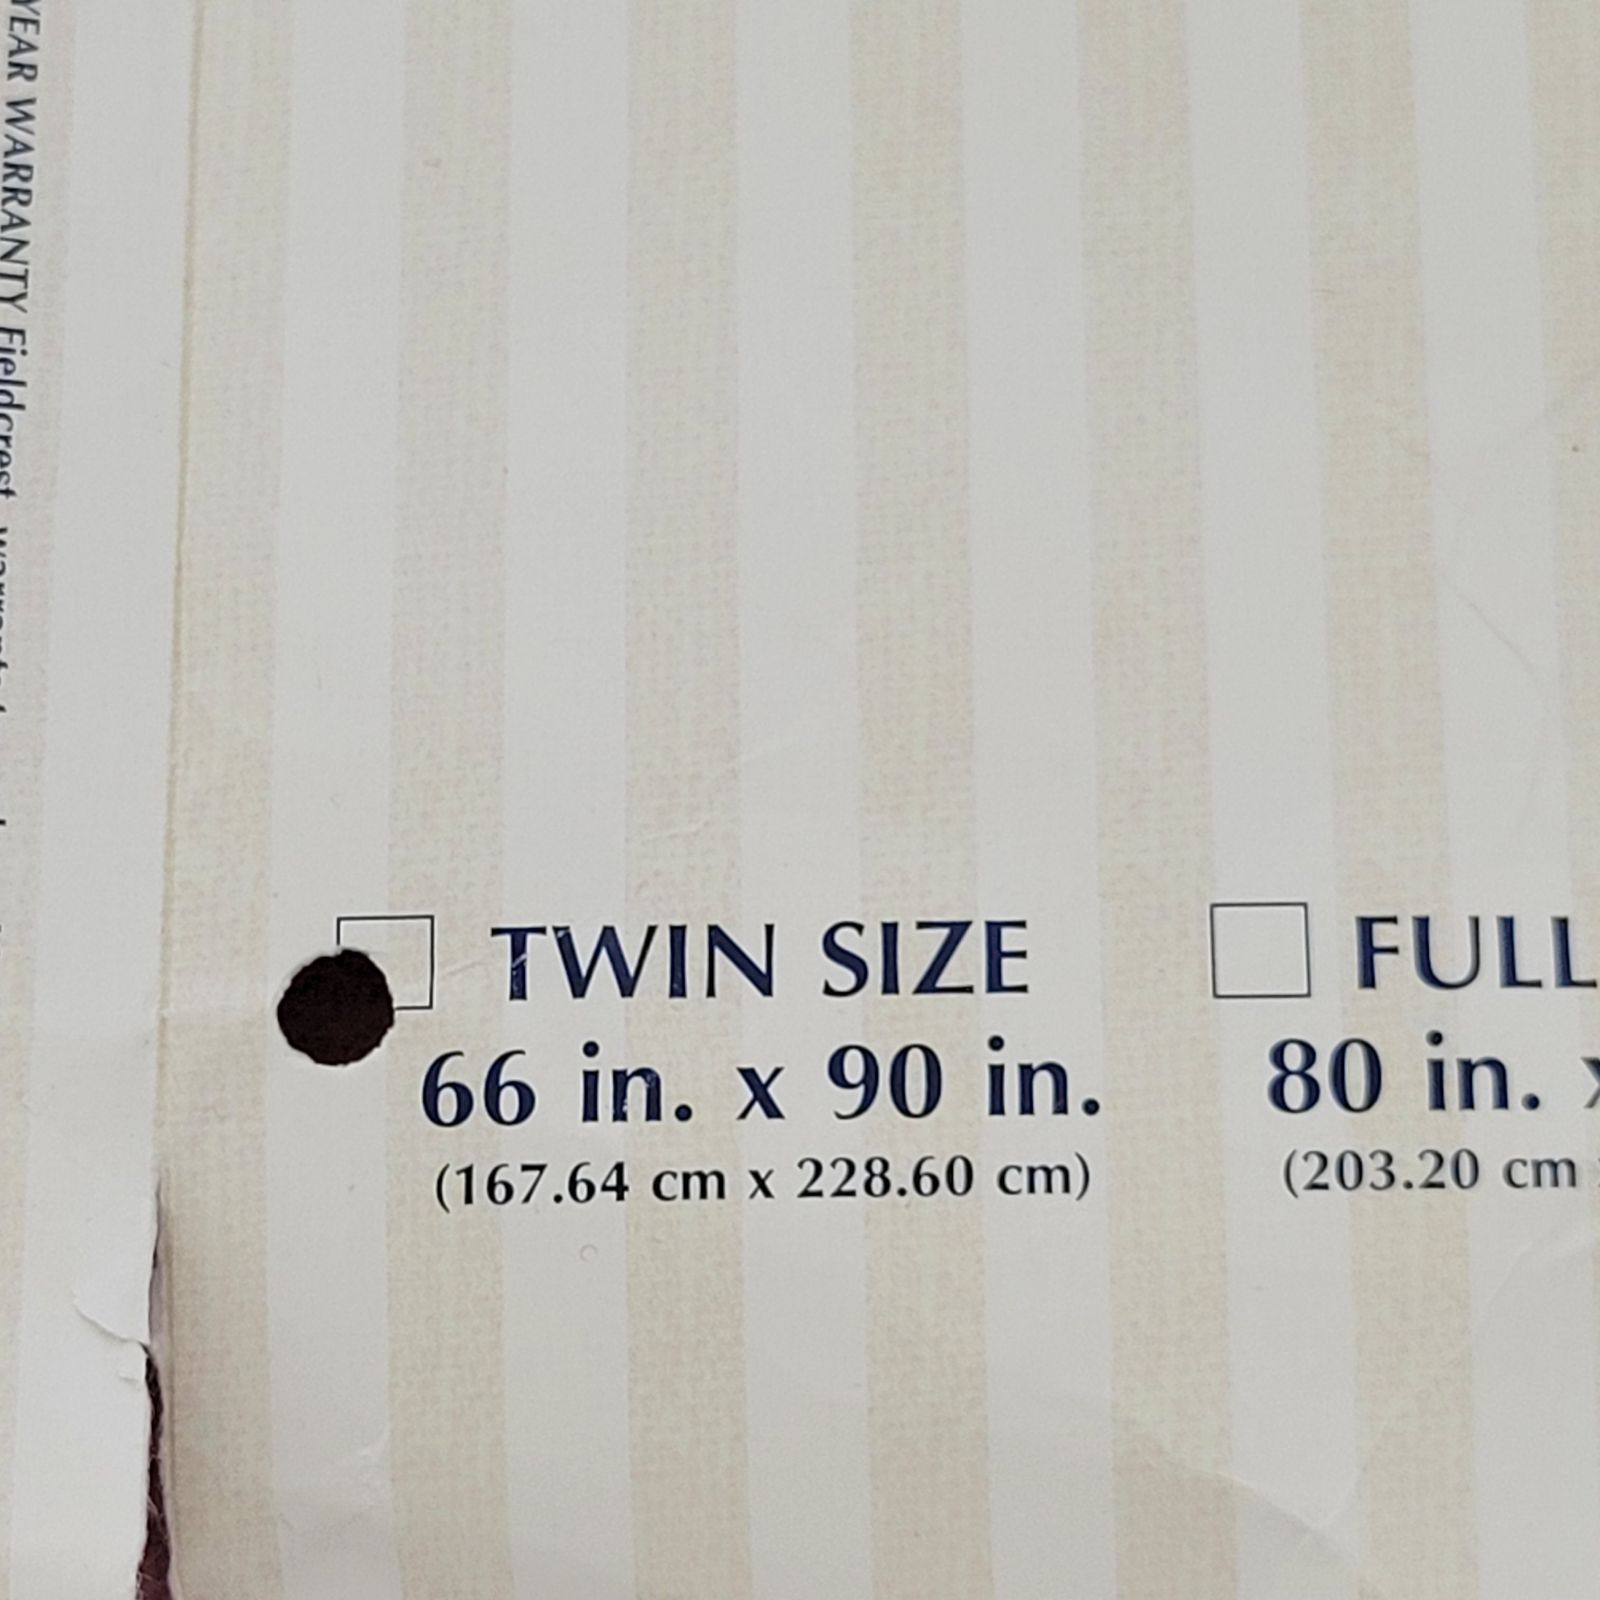 YEAR WARRANTY Fieldcrest
TWIN SIZE
66 in. x 90 in.
(167.64 cm x 228.60 cm)
FULL
80 in. x
(203.20 cm